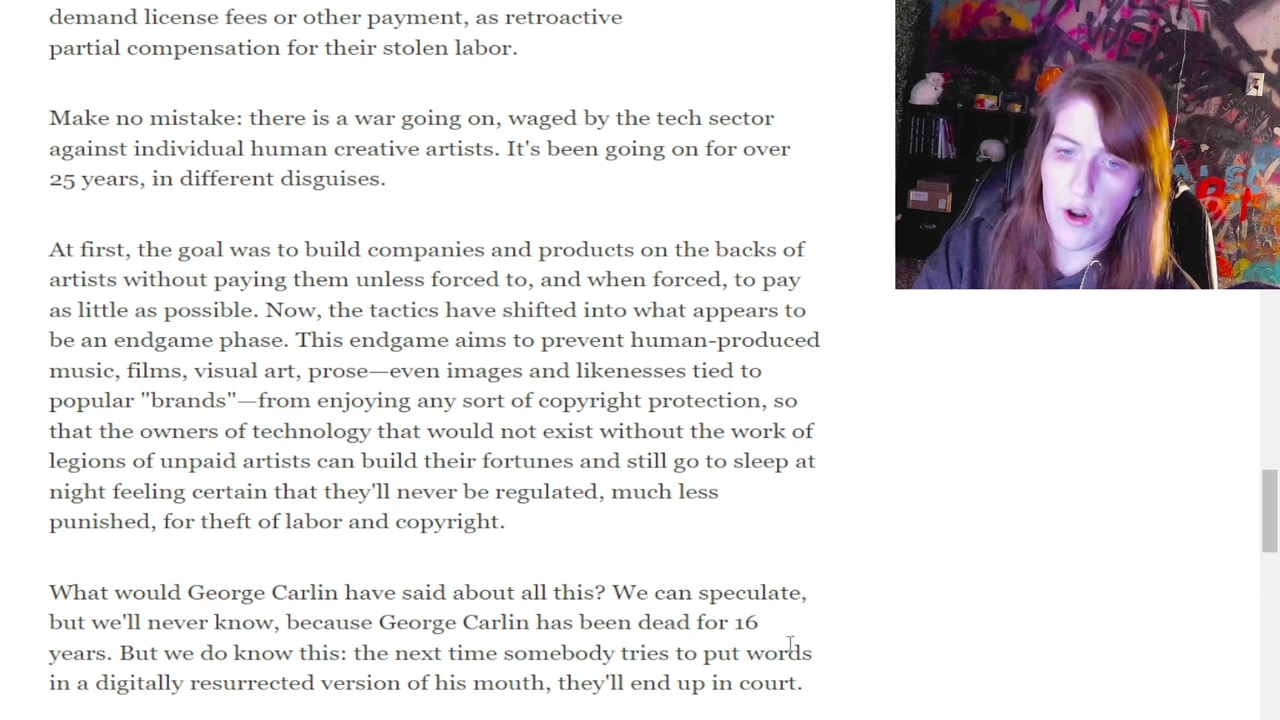 demand license fees or other payment, as retroactive
partial compensation for their stolen labor.
Make no mistake: there is a war going on, waged by the tech sector
against individual human creative artists. It's been going on for over
25 years, in different disguises.
At first, the goal was to build companies and products on the backs of
artists without paying them unless forced to, and when forced, to pay
as little as possible. Now, the tactics have shifted into what appears to
be an endgame phase. This endgame aims to prevent human-produced
music, films, visual art, prose—even images and likenesses tied to
popular "brands"—from enjoying any sort of copyright protection, so
that the owners of technology that would not exist without the work of
legions of unpaid artists can build their fortunes and still go to sleep at
night feeling certain that they'll never be regulated, much less
punished, for theft of labor and copyright.
What would George Carlin have said about all this? We can speculate,
but we'll never know, because George Carlin has been dead for 16
years. But we do know this: the next time somebody tries to put words
in a digitally resurrected version of his mouth, they'll end up in court.